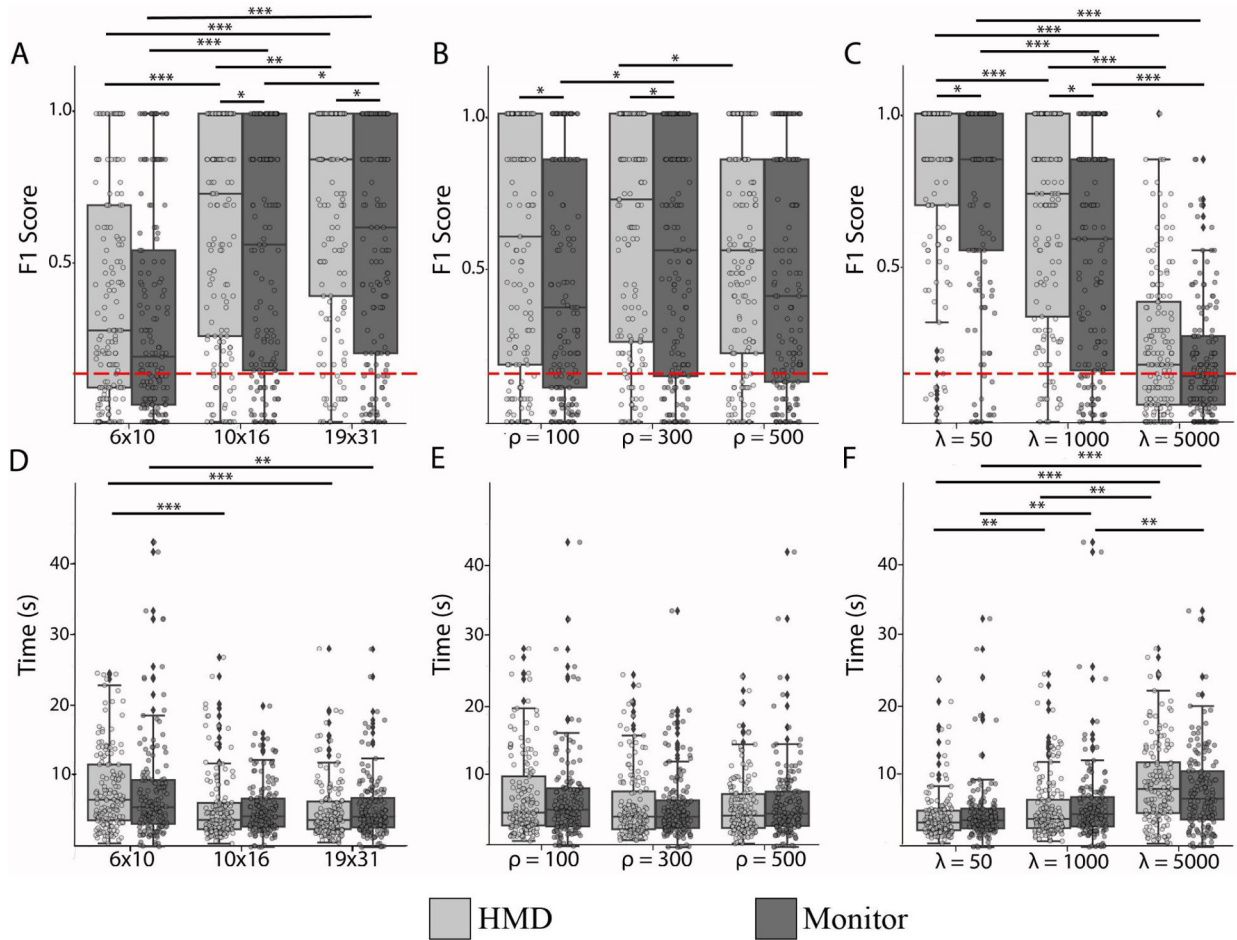 A
***
***
***
**
***
*
*
*
1.0
0.5
F1 Score
6x10
10x16
19x31
B
*
*
*
*
1.0
0.5
F1 Score
ρ = 100
ρ = 300
ρ = 500
C
***
***
***
***
***
***
*
*
1.0
0.5
F1 Score
λ = 50
λ = 1000
λ = 5000
D
**
***
***
40
30
20
10
Time (s)
6x10
10x16
19x31
E
40
30
20
10
Time (s)
ρ = 100
ρ = 300
ρ = 500
F
***
***
**
**
**
**
40
30
20
10
Time (s)
λ = 50
λ = 1000
λ = 5000
HMD
Monitor